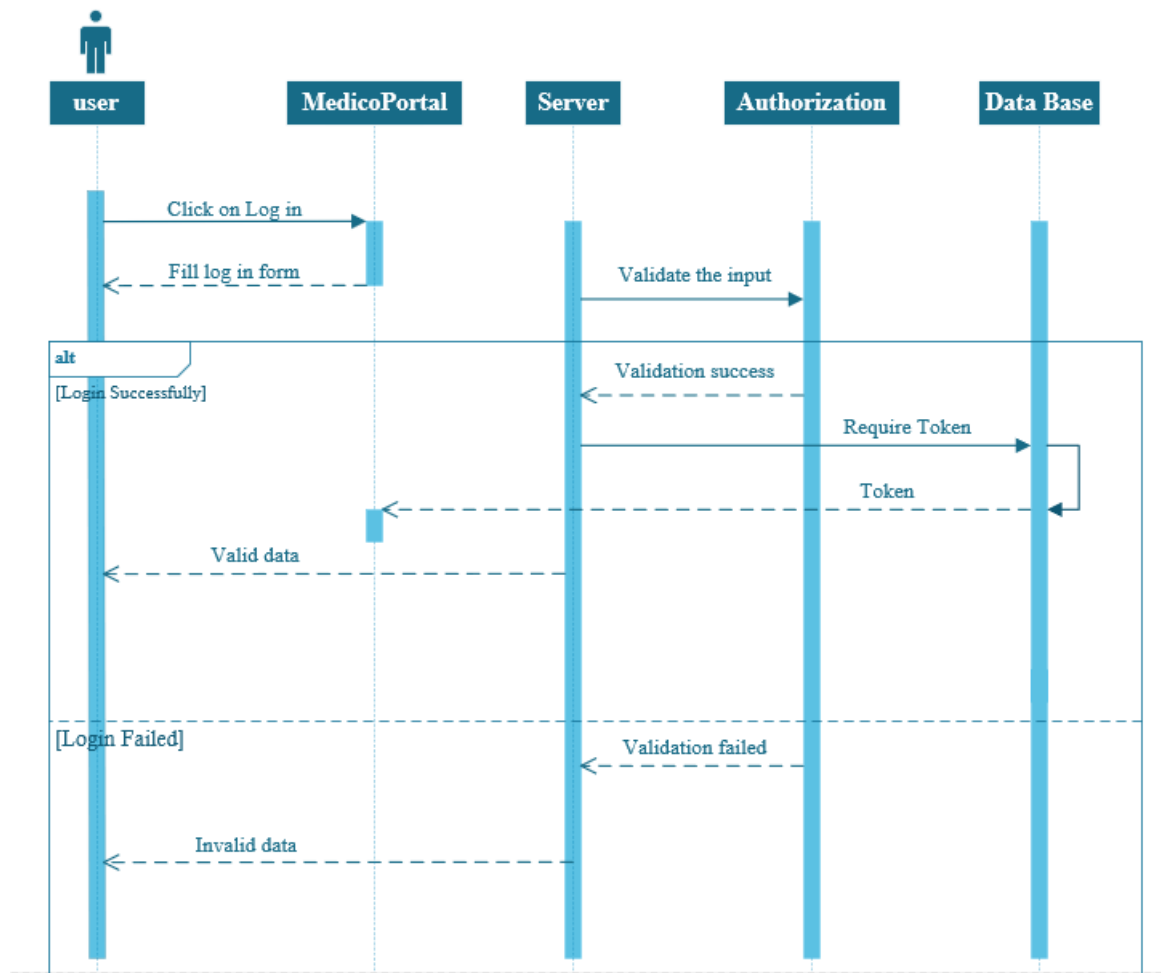 user
MedicoPortal
Server
Authorization
Data Base
Click on Log in
Fill log in form
Validate the input
alt
[Login Successfully]
Validation success
Require Token
Token
Valid data
[Login Failed]
Validation failed
Invalid data